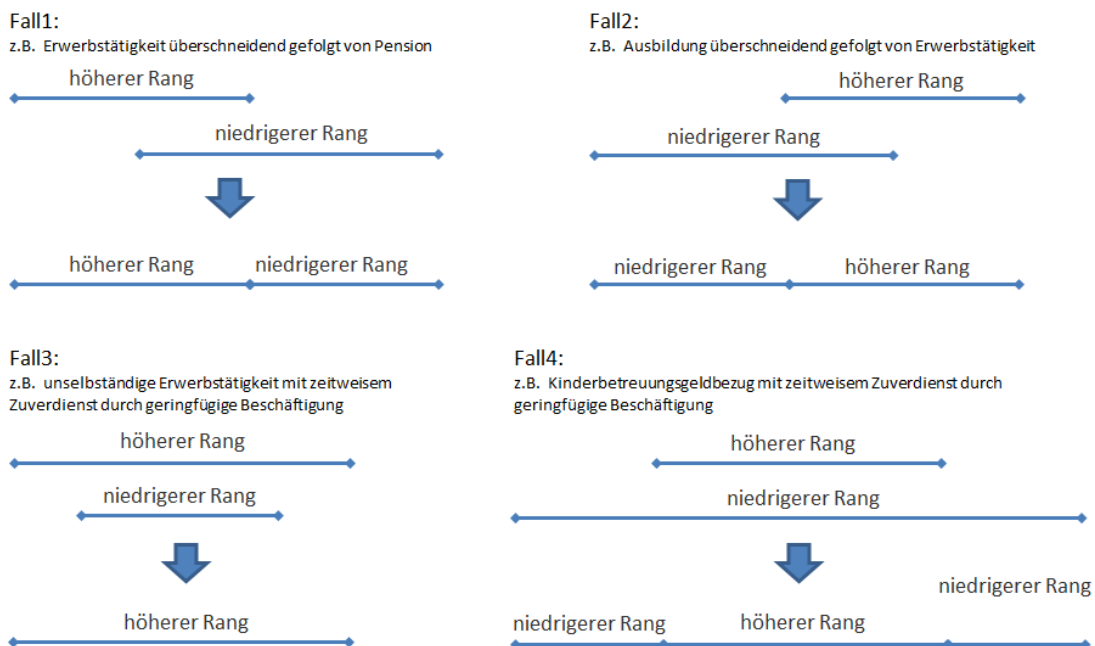 Fall1:
z.B. Erwerbstätigkeit überschneidend gefolgt von Pension
höherer Rang
niedrigerer Rang
höherer Rang
niedrigerer Rang
Fall2:
z.B. Ausbildung überschneidend gefolgt von Erwerbstätigkeit
höherer Rang
niedrigerer Rang
niedrigerer Rang
höherer Rang
Fall3:
z.B. unselbständige Erwerbstätigkeit mit zeitweisem
Zuverdienst durch geringfügige Beschäftigung
höherer Rang
niedrigerer Rang
höherer Rang
Fall4:
z.B. Kinderbetreuungsgeldbezug mit zeitweisem Zuverdienst durch
geringfügige Beschäftigung
höherer Rang
niedrigerer Rang
niedrigerer Rang
höherer Rang
niedrigerer Rang